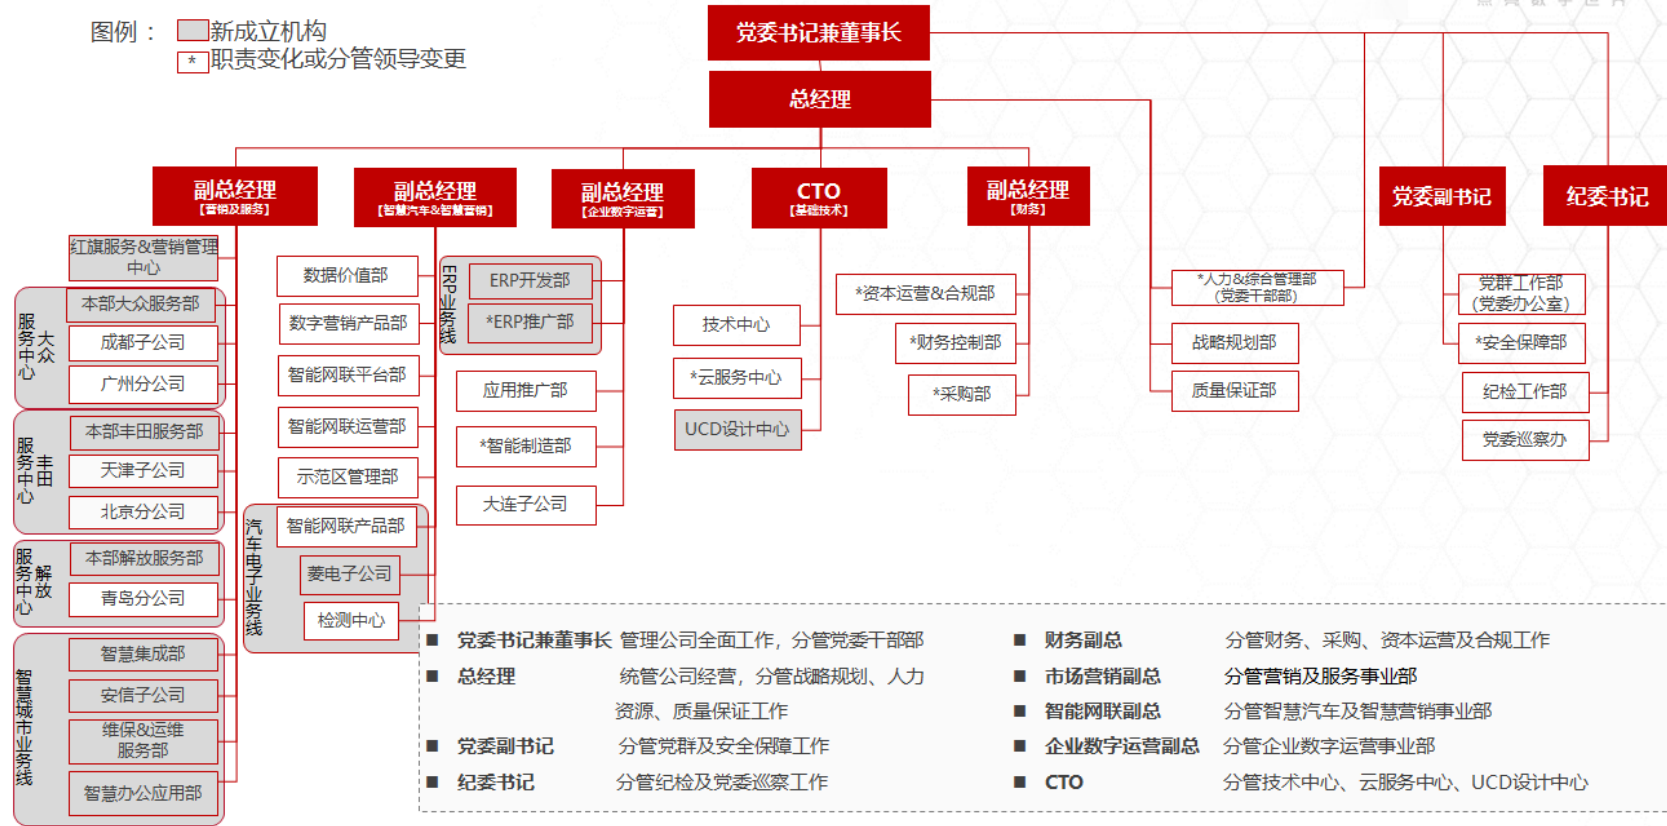 图例 ：
新成立机构
* 职责变化或分管领导变更
党委书记兼董事长
总经理
副总经理
【营销及服务】
副总经理
【智慧汽车&智慧营销】
副总经理
【企业数字运营】
CTO
【基础技术】
副总经理
【财务】
党委副书记
纪委书记
红旗服务&营销管理
中心
大众
服务中心
本部大众服务部
成都子公司
广州分公司
丰田
服务中心
本部丰田服务部
天津子公司
北京分公司
解放
服务中心
本部解放服务部
青岛分公司
智慧城市业务线
智慧集成部
安信子公司
维保&运维
服务部
智慧办公应用部
数据价值部
数字营销产品部
智能网联平台部
智能网联运营部
示范区管理部
汽车电子业务线
智能网联产品部
菱电子公司
检测中心
ERP业务线
ERP开发部
*ERP推广部
应用推广部
*智能制造部
大连子公司
技术中心
*云服务中心
UCD设计中心
*资本运营&合规部
*财务控制部
*采购部
*人力&综合管理部
（党委干部部）
战略规划部
质量保证部
党群工作部
（党委办公室）
*安全保障部
纪检工作部
党委巡察办
■ 党委书记兼董事长 管理公司全面工作，分管党委干部部
■ 总经理 统管公司经营，分管战略规划、人力
资源、质量保证工作
■ 党委副书记 分管党群及安全保障工作
■ 纪委书记 分管纪检及党委巡察工作
■ 财务副总 分管财务、采购、资本运营及合规工作
■ 市场营销副总 分管营销及服务事业部
■ 智能网联副总 分管智慧汽车及智慧营销事业部
■ 企业数字运营副总 分管企业数字运营事业部
■ CTO 分管技术中心、云服务中心、UCD设计中心